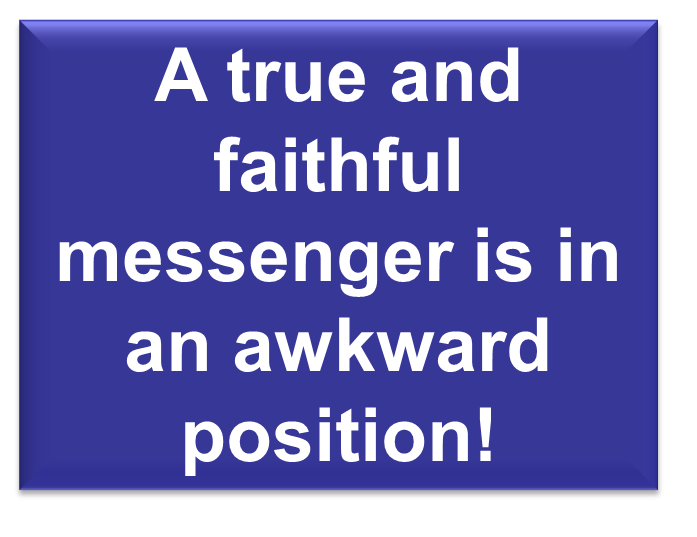 A true and
faithful
messenger is in
an awkward
position!